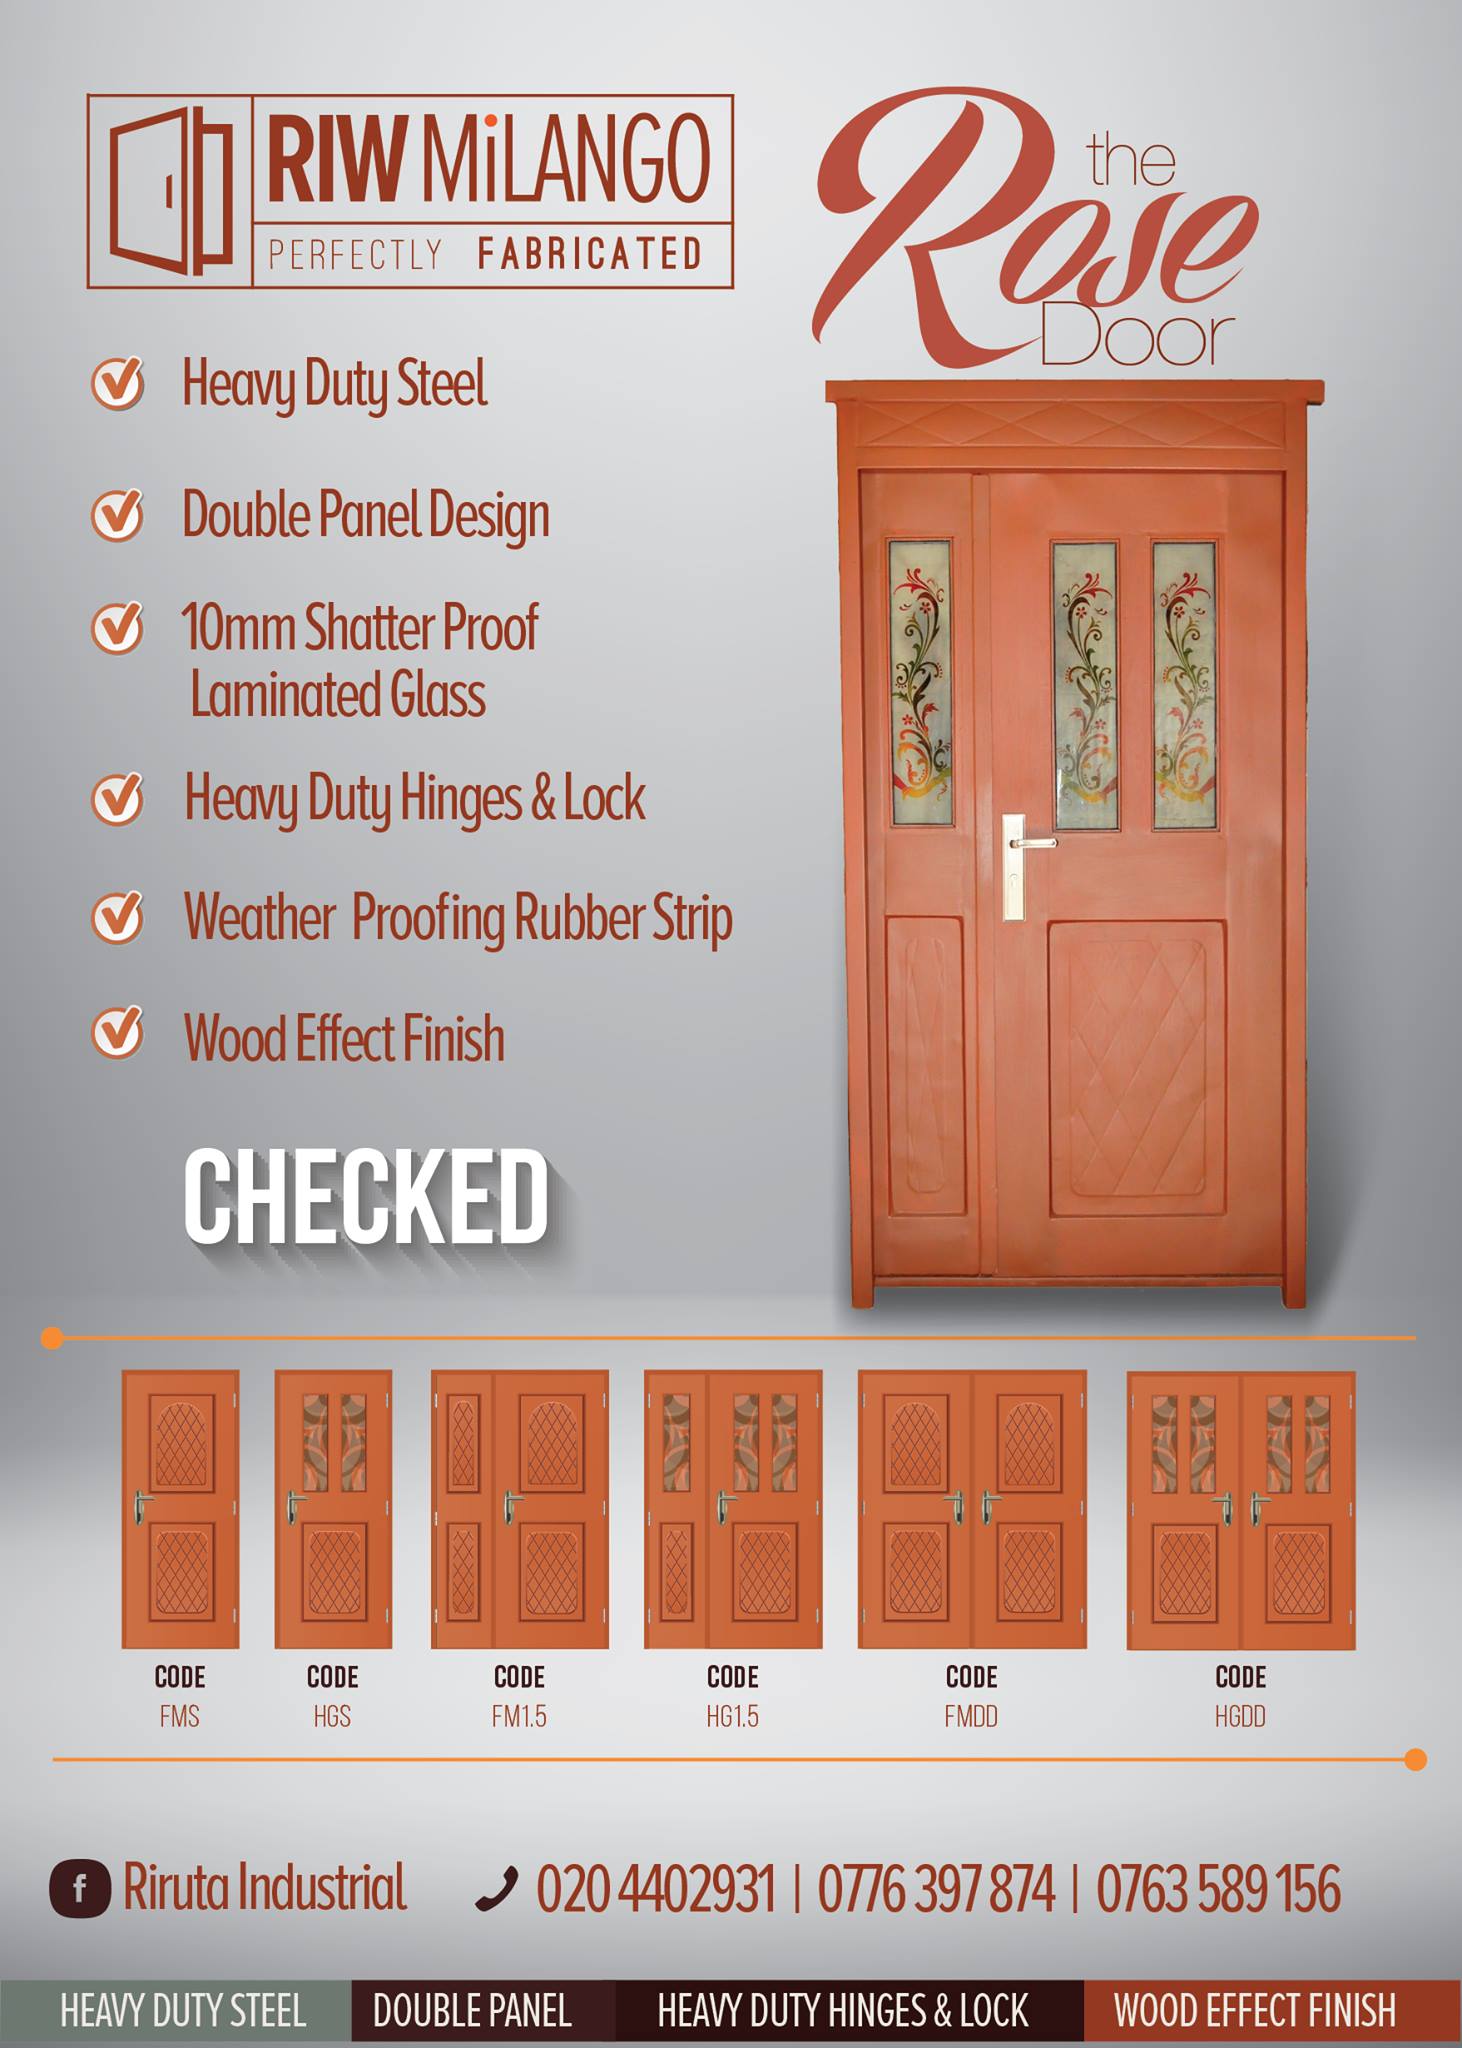 RIW MiLANGO
PERFECTLY FABRICATED
the
Rose
Door
Heavy Duty Steel
Double Panel Design
10mm Shatter Proof
Laminated Glass
Heavy Duty Hinges & Lock
Weather Proofing Rubber Strip
Wood Effect Finish
CHECKED
CODE CODE CODE CODE CODE CODE
FMS HGS FM1.5 HG1.5 FMDD HGDD
f Riruta Industrial 020 4402931 | 0776 397 874 | 0763 589 156
HEAVY DUTY STEEL DOUBLE PANEL HEAVY DUTY HINGES & LOCK WOOD EFFECT FINISH